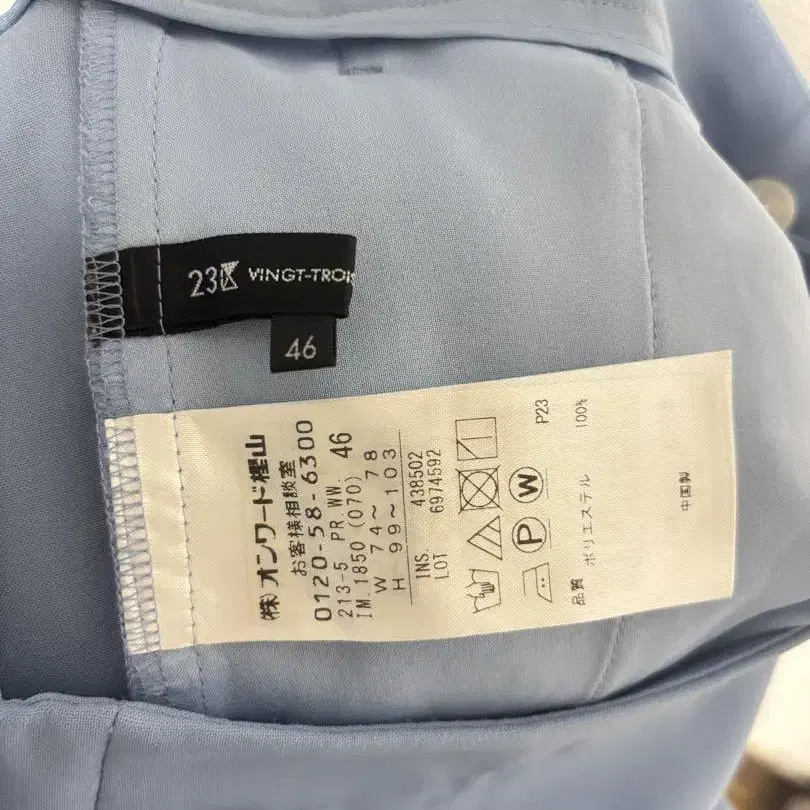 23区 VINGT-TROIS
46
(株)オンワード樫山
お客様相談室
0120-58-6300
213-5 PR.WW. 46
IM.1850 (070)
W 74～ 78
H 99～103
INS. 438502
LOT 6974592
P23
P W
品質 ポリエステル 100%
中国製